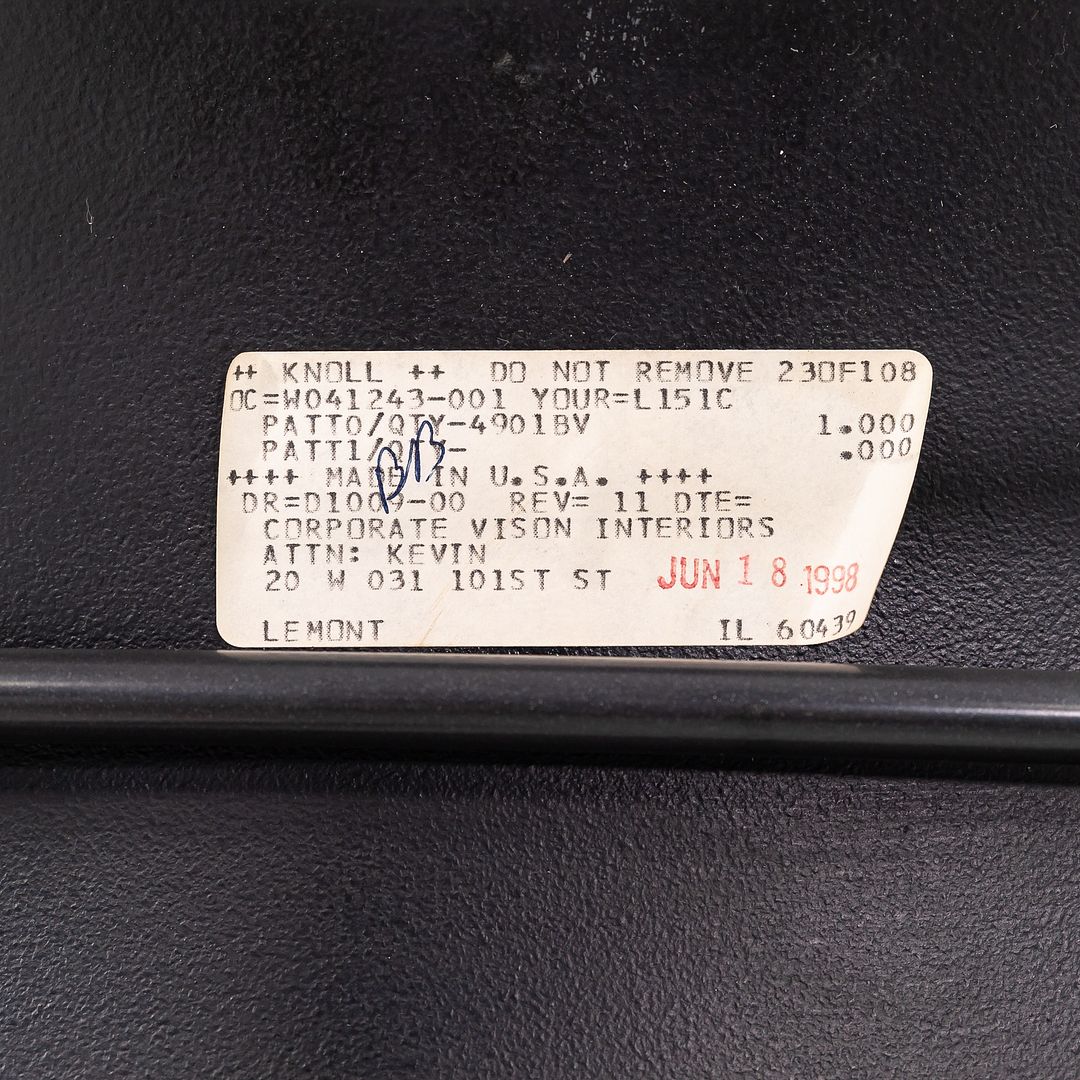 ++ KNOLL ++ DO NOT REMOVE 230F108
OC=W041243-001 YOUR=L151C
PATT0/QTY-4901BV 1.000
PATT1/QTY- .000
++++ MADE IN U.S.A. ++++
DR=D1009-00 REV= 11 DTE=
CORPORATE VISON INTERIORS
ATTN: KEVIN
20 W 031 101ST ST JUN 18 1998
LEMONT IL 60439
BB